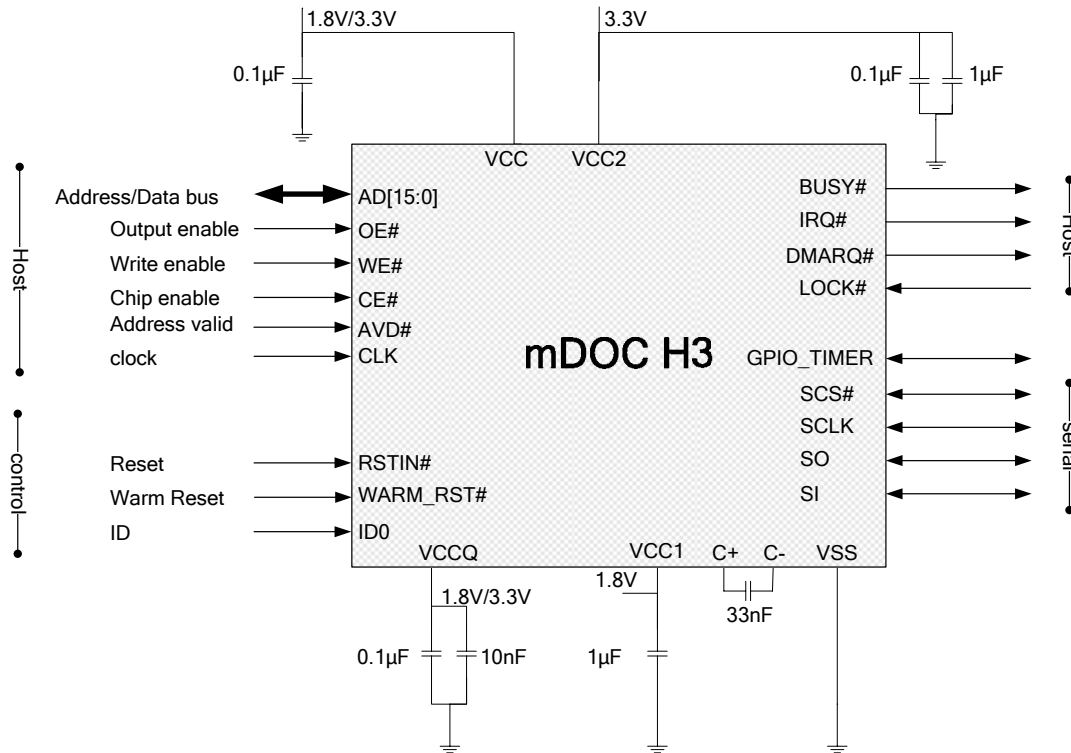 1.8V/3.3V
3.3V
0.1µF
0.1µF
1µF
VCC
VCC2
Host
Address/Data bus
AD[15:0]
Output enable
OE#
Write enable
WE#
Chip enable
CE#
Address valid
AVD#
clock
CLK
mDOC H3
BUSY#
IRQ#
DMARQ#
LOCK#
Host
GPIO_TIMER
SCS#
SCLK
SO
SI
serial
control
Reset
RSTIN#
Warm Reset
WARM_RST#
ID
ID0
VCCQ
VCC1
C+
C-
VSS
1.8V/3.3V
1.8V
33nF
0.1µF
10nF
1µF